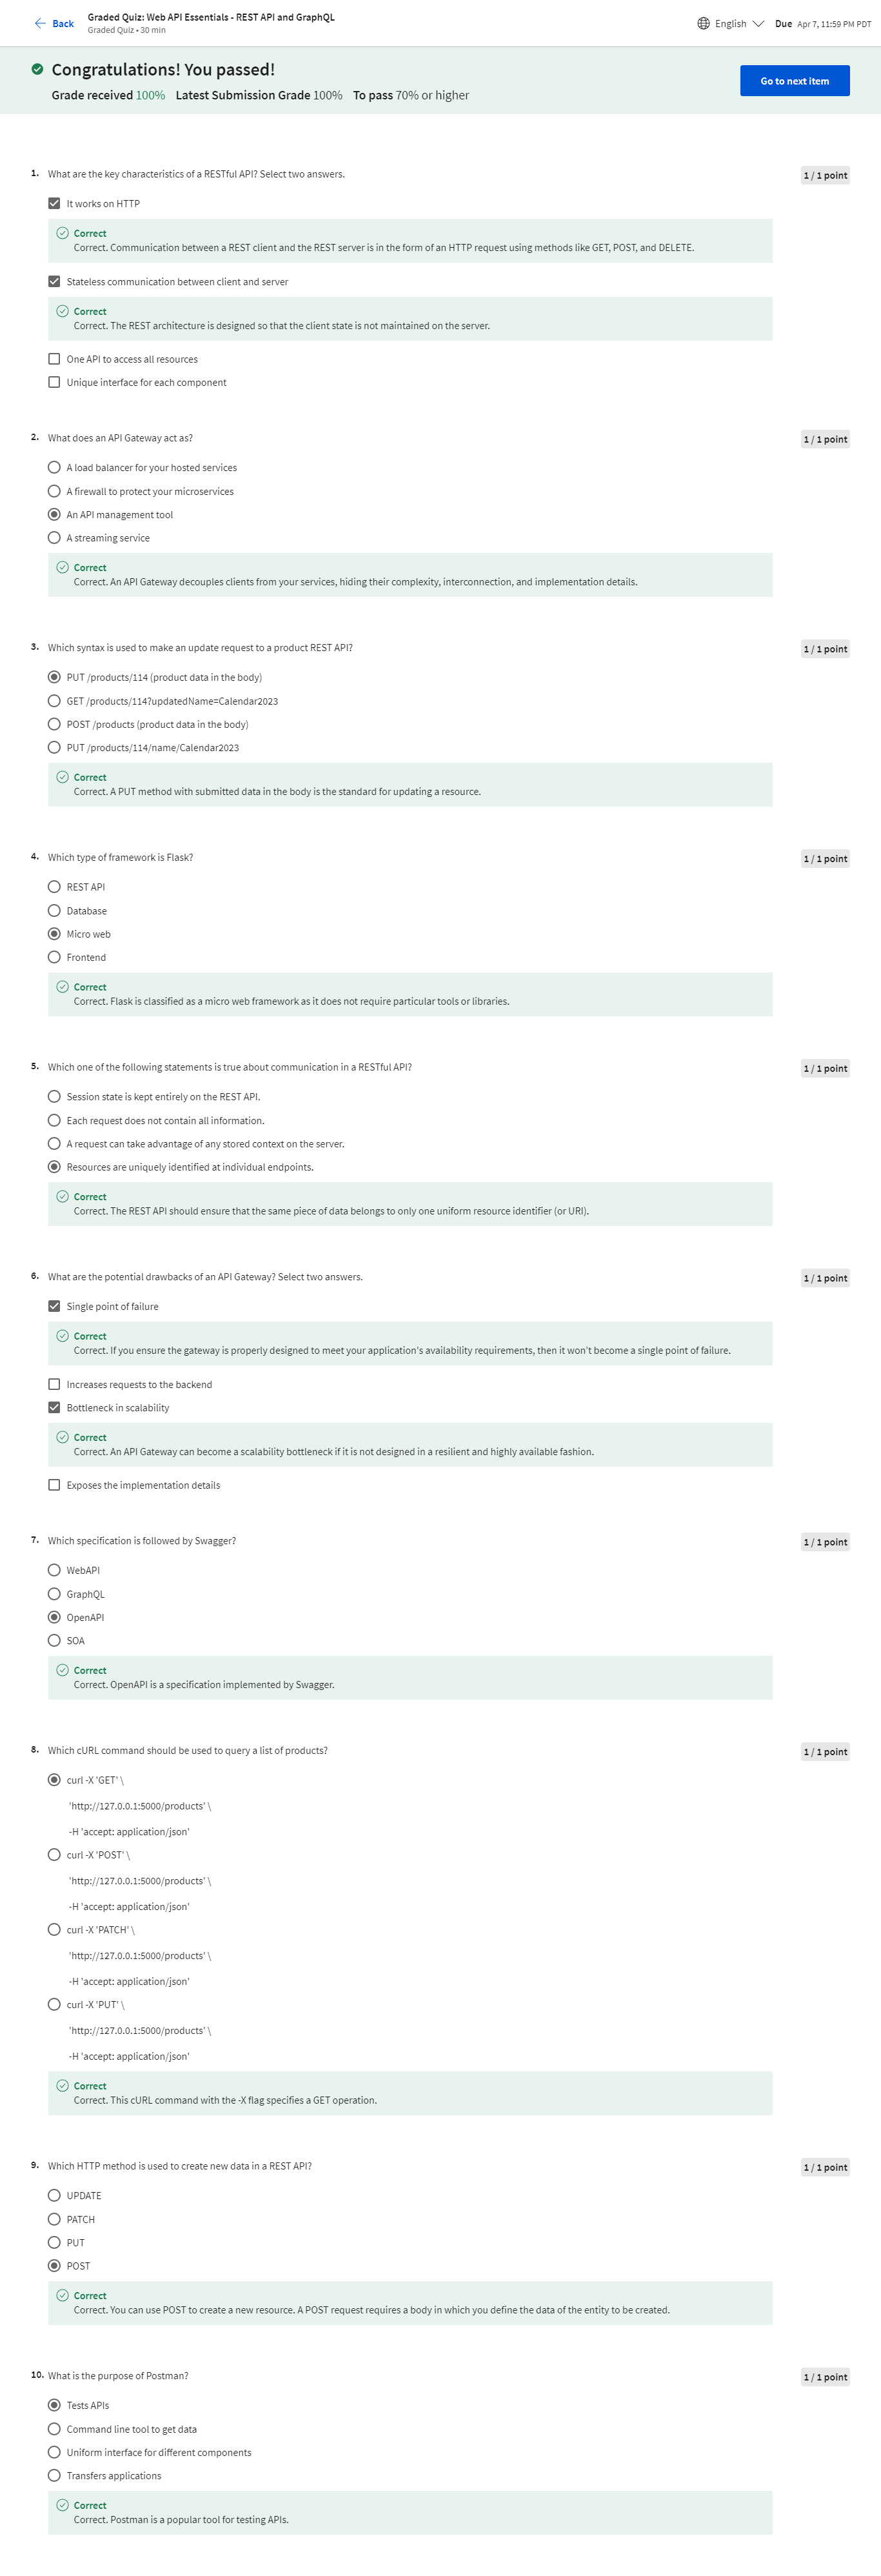 Back
Graded Quiz: Web API Essentials - REST API and GraphQL
Graded Quiz • 30 min
English
Due Apr 7, 11:59 PM PDT
Congratulations! You passed!
Grade received 100% Latest Submission Grade 100% To pass 70% or higher
Go to next item
1. What are the key characteristics of a RESTful API? Select two answers.
1 / 1 point
It works on HTTP
Correct
Correct. Communication between a REST client and the REST server is in the form of an HTTP request using methods like GET, POST, and DELETE.
Stateless communication between client and server
Correct
Correct. The REST architecture is designed so that the client state is not maintained on the server.
One API to access all resources
Unique interface for each component
2. What does an API Gateway act as?
1 / 1 point
A load balancer for your hosted services
A firewall to protect your microservices
An API management tool
A streaming service
Correct
Correct. An API Gateway decouples clients from your services, hiding their complexity, interconnection, and implementation details.
3. Which syntax is used to make an update request to a product REST API?
1 / 1 point
PUT /products/114 (product data in the body)
GET /products/114?updatedName=Calendar2023
POST /products (product data in the body)
PUT /products/114/name/Calendar2023
Correct
Correct. A PUT method with submitted data in the body is the standard for updating a resource.
4. Which type of framework is Flask?
1 / 1 point
REST API
Database
Micro web
Frontend
Correct
Correct. Flask is classified as a micro web framework as it does not require particular tools or libraries.
5. Which one of the following statements is true about communication in a RESTful API?
1 / 1 point
Session state is kept entirely on the REST API.
Each request does not contain all information.
A request can take advantage of any stored context on the server.
Resources are uniquely identified at individual endpoints.
Correct
Correct. The REST API should ensure that the same piece of data belongs to only one uniform resource identifier (or URI).
6. What are the potential drawbacks of an API Gateway? Select two answers.
1 / 1 point
Single point of failure
Correct
Correct. If you ensure the gateway is properly designed to meet your application's availability requirements, then it won't become a single point of failure.
Increases requests to the backend
Bottleneck in scalability
Correct
Correct. An API Gateway can become a scalability bottleneck if it is not designed in a resilient and highly available fashion.
Exposes the implementation details
7. Which specification is followed by Swagger?
1 / 1 point
WebAPI
GraphQL
OpenAPI
SOA
Correct
Correct. OpenAPI is a specification implemented by Swagger.
8. Which cURL command should be used to query a list of products?
1 / 1 point
curl -X 'GET' \
'http://127.0.0.1:5000/products' \
-H 'accept: application/json'
curl -X 'POST' \
'http://127.0.0.1:5000/products' \
-H 'accept: application/json'
curl -X 'PATCH' \
'http://127.0.0.1:5000/products' \
-H 'accept: application/json'
curl -X 'PUT' \
'http://127.0.0.1:5000/products' \
-H 'accept: application/json'
Correct
Correct. This cURL command with the -X flag specifies a GET operation.
9. Which HTTP method is used to create new data in a REST API?
1 / 1 point
UPDATE
PATCH
PUT
POST
Correct
Correct. You can use POST to create a new resource. A POST request requires a body in which you define the data of the entity to be created.
10. What is the purpose of Postman?
1 / 1 point
Tests APIs
Command line tool to get data
Uniform interface for different components
Transfers applications
Correct
Correct. Postman is a popular tool for testing APIs.